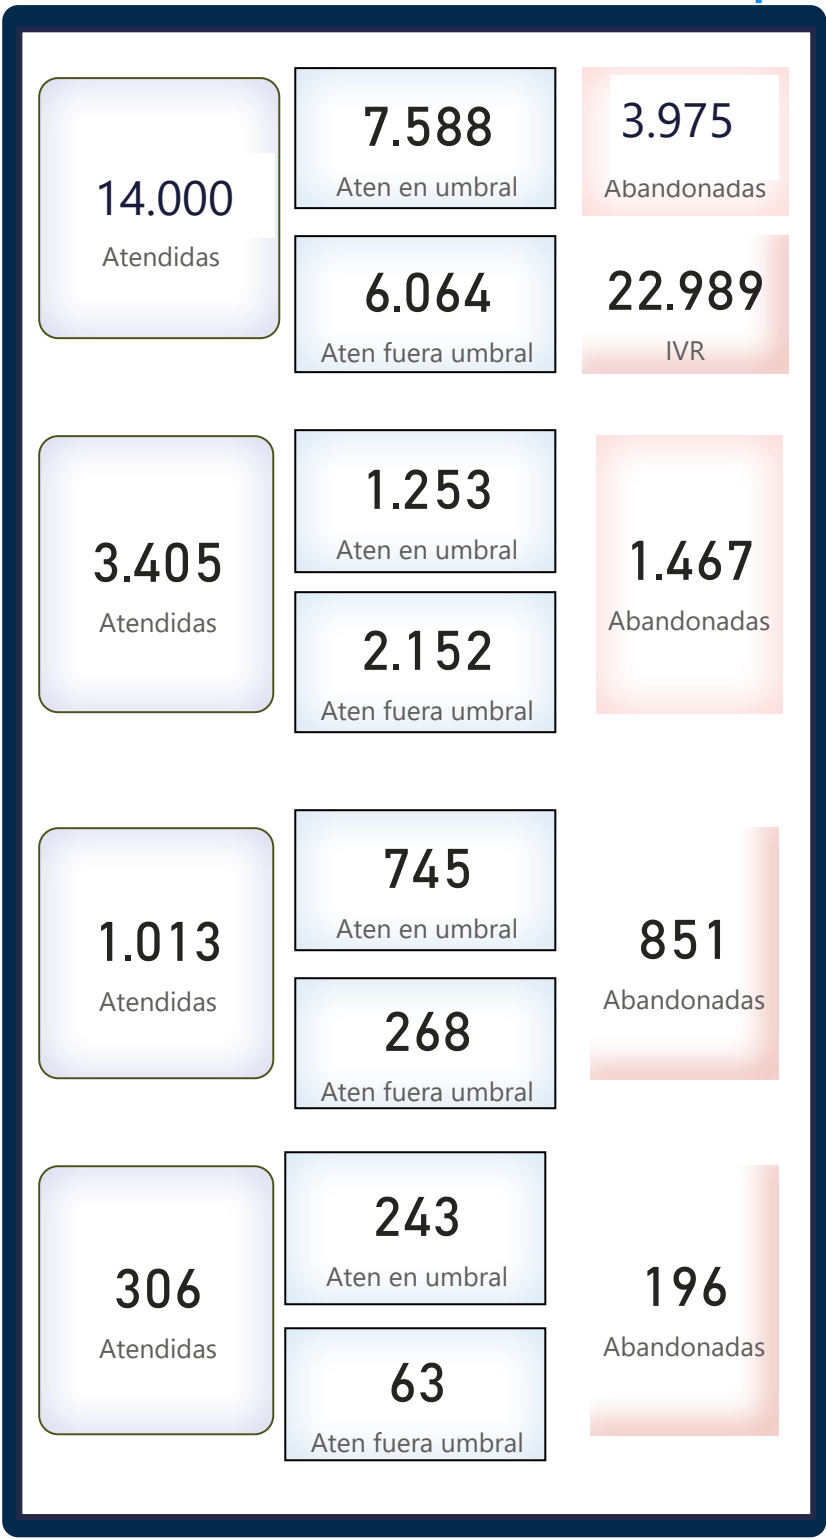 14.000
Atendidas
7.588
Aten en umbral
6.064
Aten fuera umbral
3.975
Abandonadas
22.989
IVR
3.405
Atendidas
1.253
Aten en umbral
2.152
Aten fuera umbral
1.467
Abandonadas
1.013
Atendidas
745
Aten en umbral
268
Aten fuera umbral
851
Abandonadas
306
Atendidas
243
Aten en umbral
63
Aten fuera umbral
196
Abandonadas